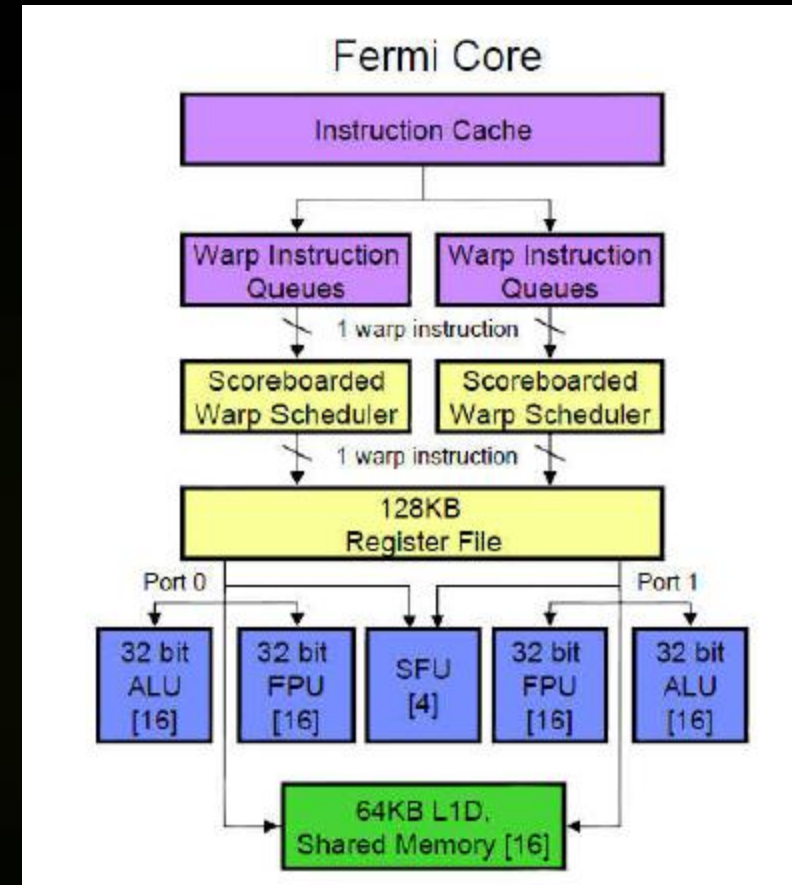 Fermi Core
Instruction Cache
Warp Instruction
Queues
Warp Instruction
Queues
1 warp instruction
Scoreboarded
Warp Scheduler
Scoreboarded
Warp Scheduler
1 warp instruction
128KB
Register File
Port 0
Port 1
32 bit
ALU
[16]
32 bit
FPU
[16]
SFU
[4]
32 bit
FPU
[16]
32 bit
ALU
[16]
64KB L1D,
Shared Memory [16]